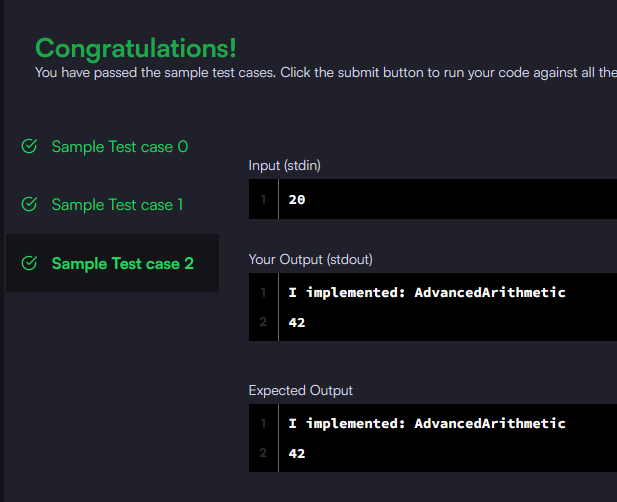 Congratulations!
You have passed the sample test cases. Click the submit button to run your code against all the
Sample Test case 0
Sample Test case 1
Sample Test case 2
Input (stdin)
1 20
Your Output (stdout)
1 I implemented: AdvancedArithmetic
2 42
Expected Output
1 I implemented: AdvancedArithmetic
2 42